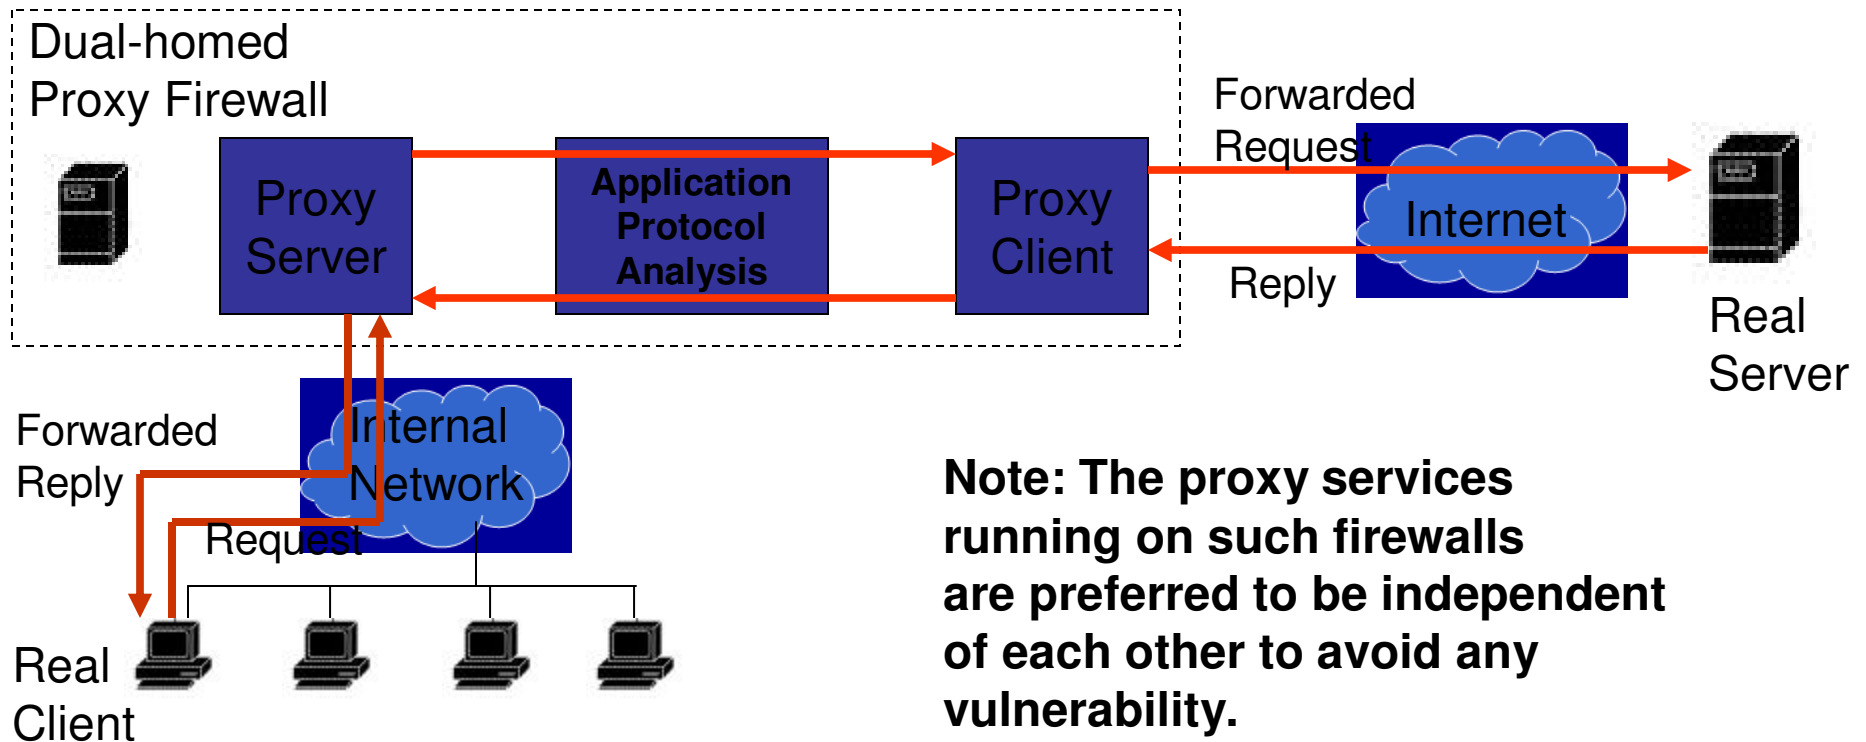 Dual-homed
Proxy Firewall
Forwarded
Request
Proxy
Server
Application
Protocol
Analysis
Proxy
Client
Internet
Reply
Real
Server
Forwarded
Reply
Internal
Network
Request
Real
Client
Note: The proxy services
running on such firewalls
are preferred to be independent
of each other to avoid any
vulnerability.